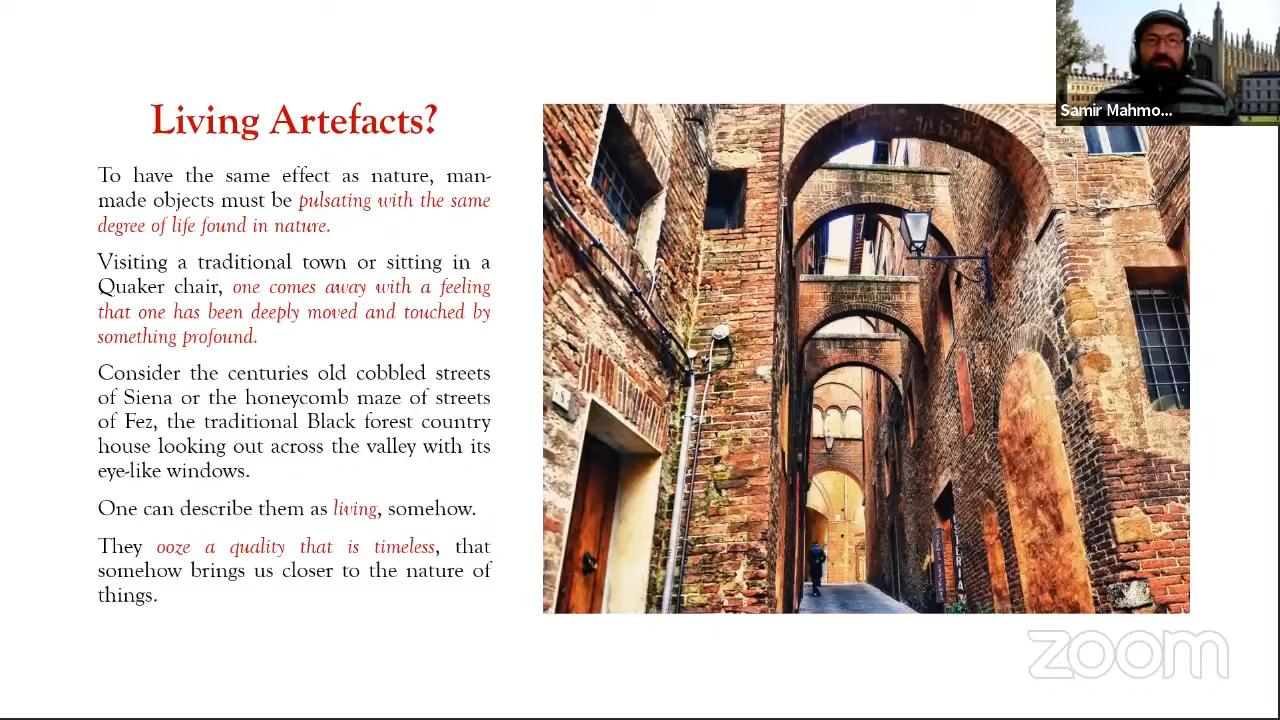 Living Artefacts?
To have the same effect as nature, man-
made objects must be pulsating with the same
degree of life found in nature.
Visiting a traditional town or sitting in a
Quaker chair, one comes away with a feeling
that one has been deeply moved and touched by
something profound.
Consider the centuries old cobbled streets
of Siena or the honeycomb maze of streets
of Fez, the traditional Black forest country
house looking out across the valley with its
eye-like windows.
One can describe them as living, somehow.
They ooze a quality that is timeless, that
somehow brings us closer to the nature of
things.
Samir Mahmo...
zoom